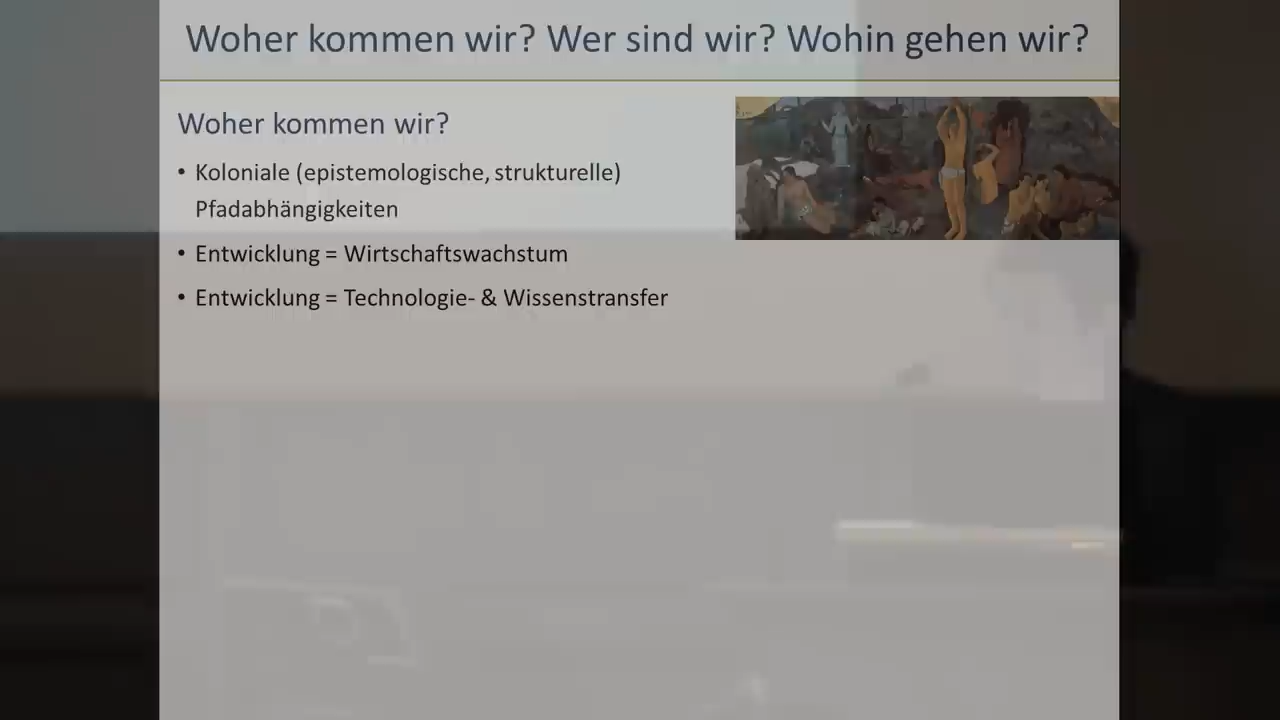 Woher kommen wir? Wer sind wir? Wohin gehen wir?
Woher kommen wir?
• Koloniale (epistemologische, strukturelle)
Pfadabhängigkeiten
• Entwicklung = Wirtschaftswachstum
• Entwicklung = Technologie- & Wissenstransfer